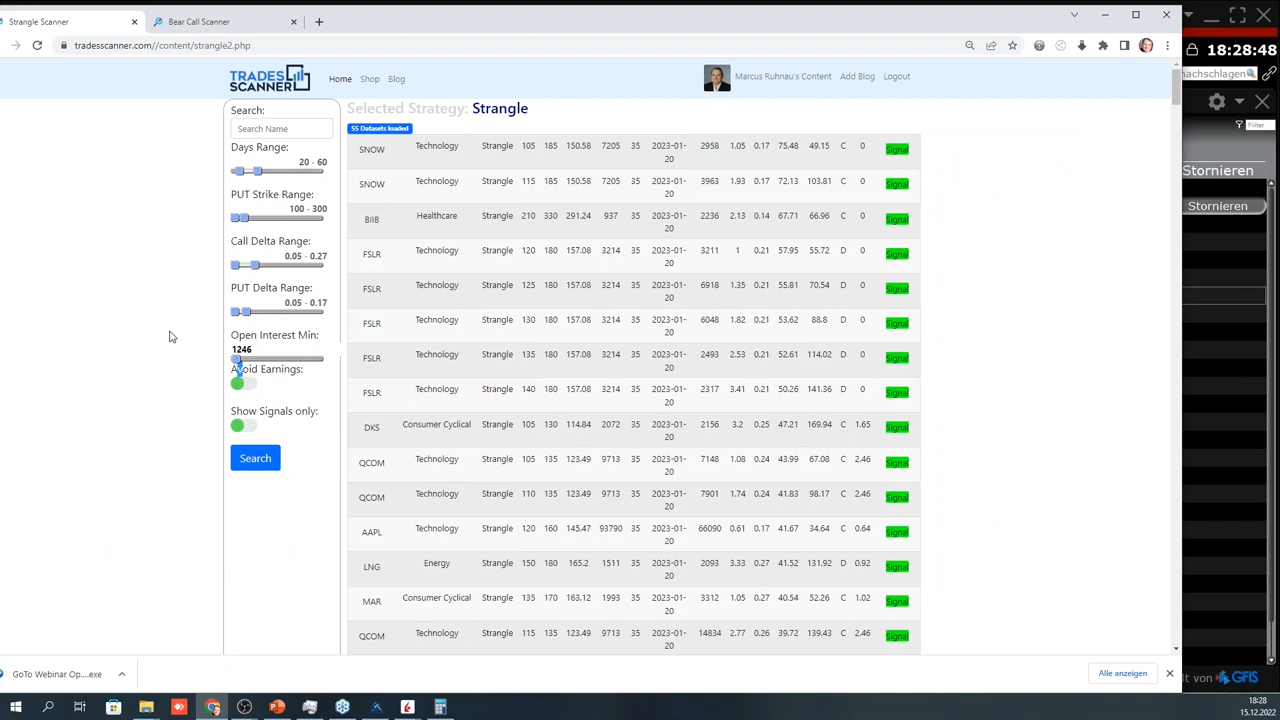 Strangle Scanner
Bear Call Scanner
tradesscanner.com//content/strangle2.php
18:28:48
nachschlagen
TRADES SCANNER
Home Shop Blog
Marcus Ruhnau's Content Add Blog Logout
Filter
Stornieren
Stornieren
Search:
Search Name
Days Range:
20 - 60
PUT Strike Range:
100 - 300
Call Delta Range:
0.05 - 0.27
PUT Delta Range:
0.05 - 0.17
Open Interest Min:
1246
Avoid Earnings:
Show Signals only:
Search
Selected Strategy: Strangle
55 Datasets loaded
SNOW Technology Strangle 105 185 150.58 7205 35 2023-01-20 2958 1.05 0.17 75.48 49.15 C 0 Signal
SNOW Technology Strangle 115 185 150.58 7205 35 2023-01-20 3963 1.93 0.17 72.13 103.81 C 0 Signal
BIIB Healthcare Strangle 210 330 291.24 937 35 2023-01-20 2236 2.13 0.14 67.71 66.96 C 0 Signal
FSLR Technology Strangle 120 180 157.08 3214 35 2023-01-20 3211 1 0.21 57.95 55.72 D 0 Signal
FSLR Technology Strangle 125 180 157.08 3214 35 2023-01-20 6918 1.35 0.21 55.81 70.54 D 0 Signal
FSLR Technology Strangle 130 180 157.08 3214 35 2023-01-20 6048 1.82 0.21 53.62 88.8 D 0 Signal
FSLR Technology Strangle 135 180 157.08 3214 35 2023-01-20 2493 2.53 0.21 52.61 114.02 D 0 Signal
FSLR Technology Strangle 140 180 157.08 3214 35 2023-01-20 2317 3.41 0.21 50.26 141.36 D 0 Signal
DKS Consumer Cyclical Strangle 105 130 114.84 2072 35 2023-01-20 2156 3.2 0.25 47.21 169.94 C 1.65 Signal
QCOM Technology Strangle 105 135 123.49 9713 35 2023-01-20 7148 1.08 0.24 43.99 67.08 C 2.46 Signal
QCOM Technology Strangle 110 135 123.49 9713 35 2023-01-20 7901 1.74 0.24 41.83 98.17 C 2.46 Signal
AAPL Technology Strangle 120 160 145.47 93790 35 2023-01-20 66090 0.61 0.17 41.67 34.64 C 0.64 Signal
LNG Energy Strangle 150 180 165.2 1511 35 2023-01-20 2093 3.33 0.27 41.52 131.92 D 0.92 Signal
MAR Consumer Cyclical Strangle 135 170 163.12 1993 35 2023-01-20 3312 1.05 0.27 40.54 52.26 C 1.02 Signal
QCOM Technology Strangle 115 135 123.49 9713 35 2023-01-20 14834 2.77 0.26 39.72 139.43 C 2.46 Signal
GoTo Webinar Op....exe
Alle anzeigen
lt von GFIS
18:28
15.12.2022